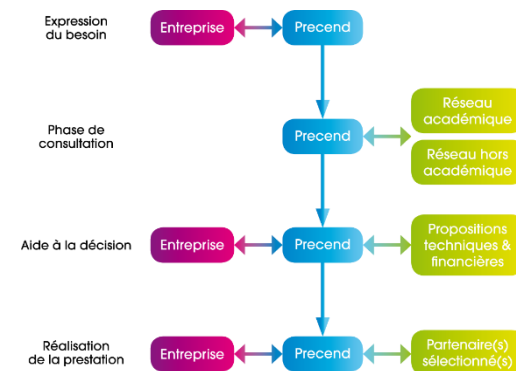 Expression
du besoin
Entreprise
Precend
Phase de
consultation
Precend
Réseau
académique
Réseau hors
académique
Aide à la décision
Entreprise
Precend
Propositions
techniques &
financières
Réalisation
de la prestation
Entreprise
Precend
Partenaire(s)
sélectionné(s)